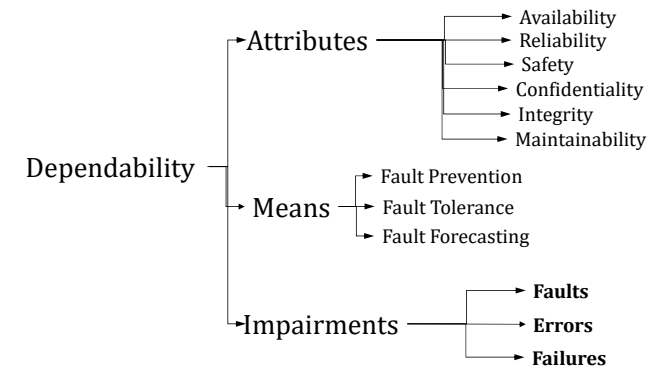 Dependability
Attributes
Availability
Reliability
Safety
Confidentiality
Integrity
Maintainability
Means
Fault Prevention
Fault Tolerance
Fault Forecasting
Impairments
Faults
Errors
Failures